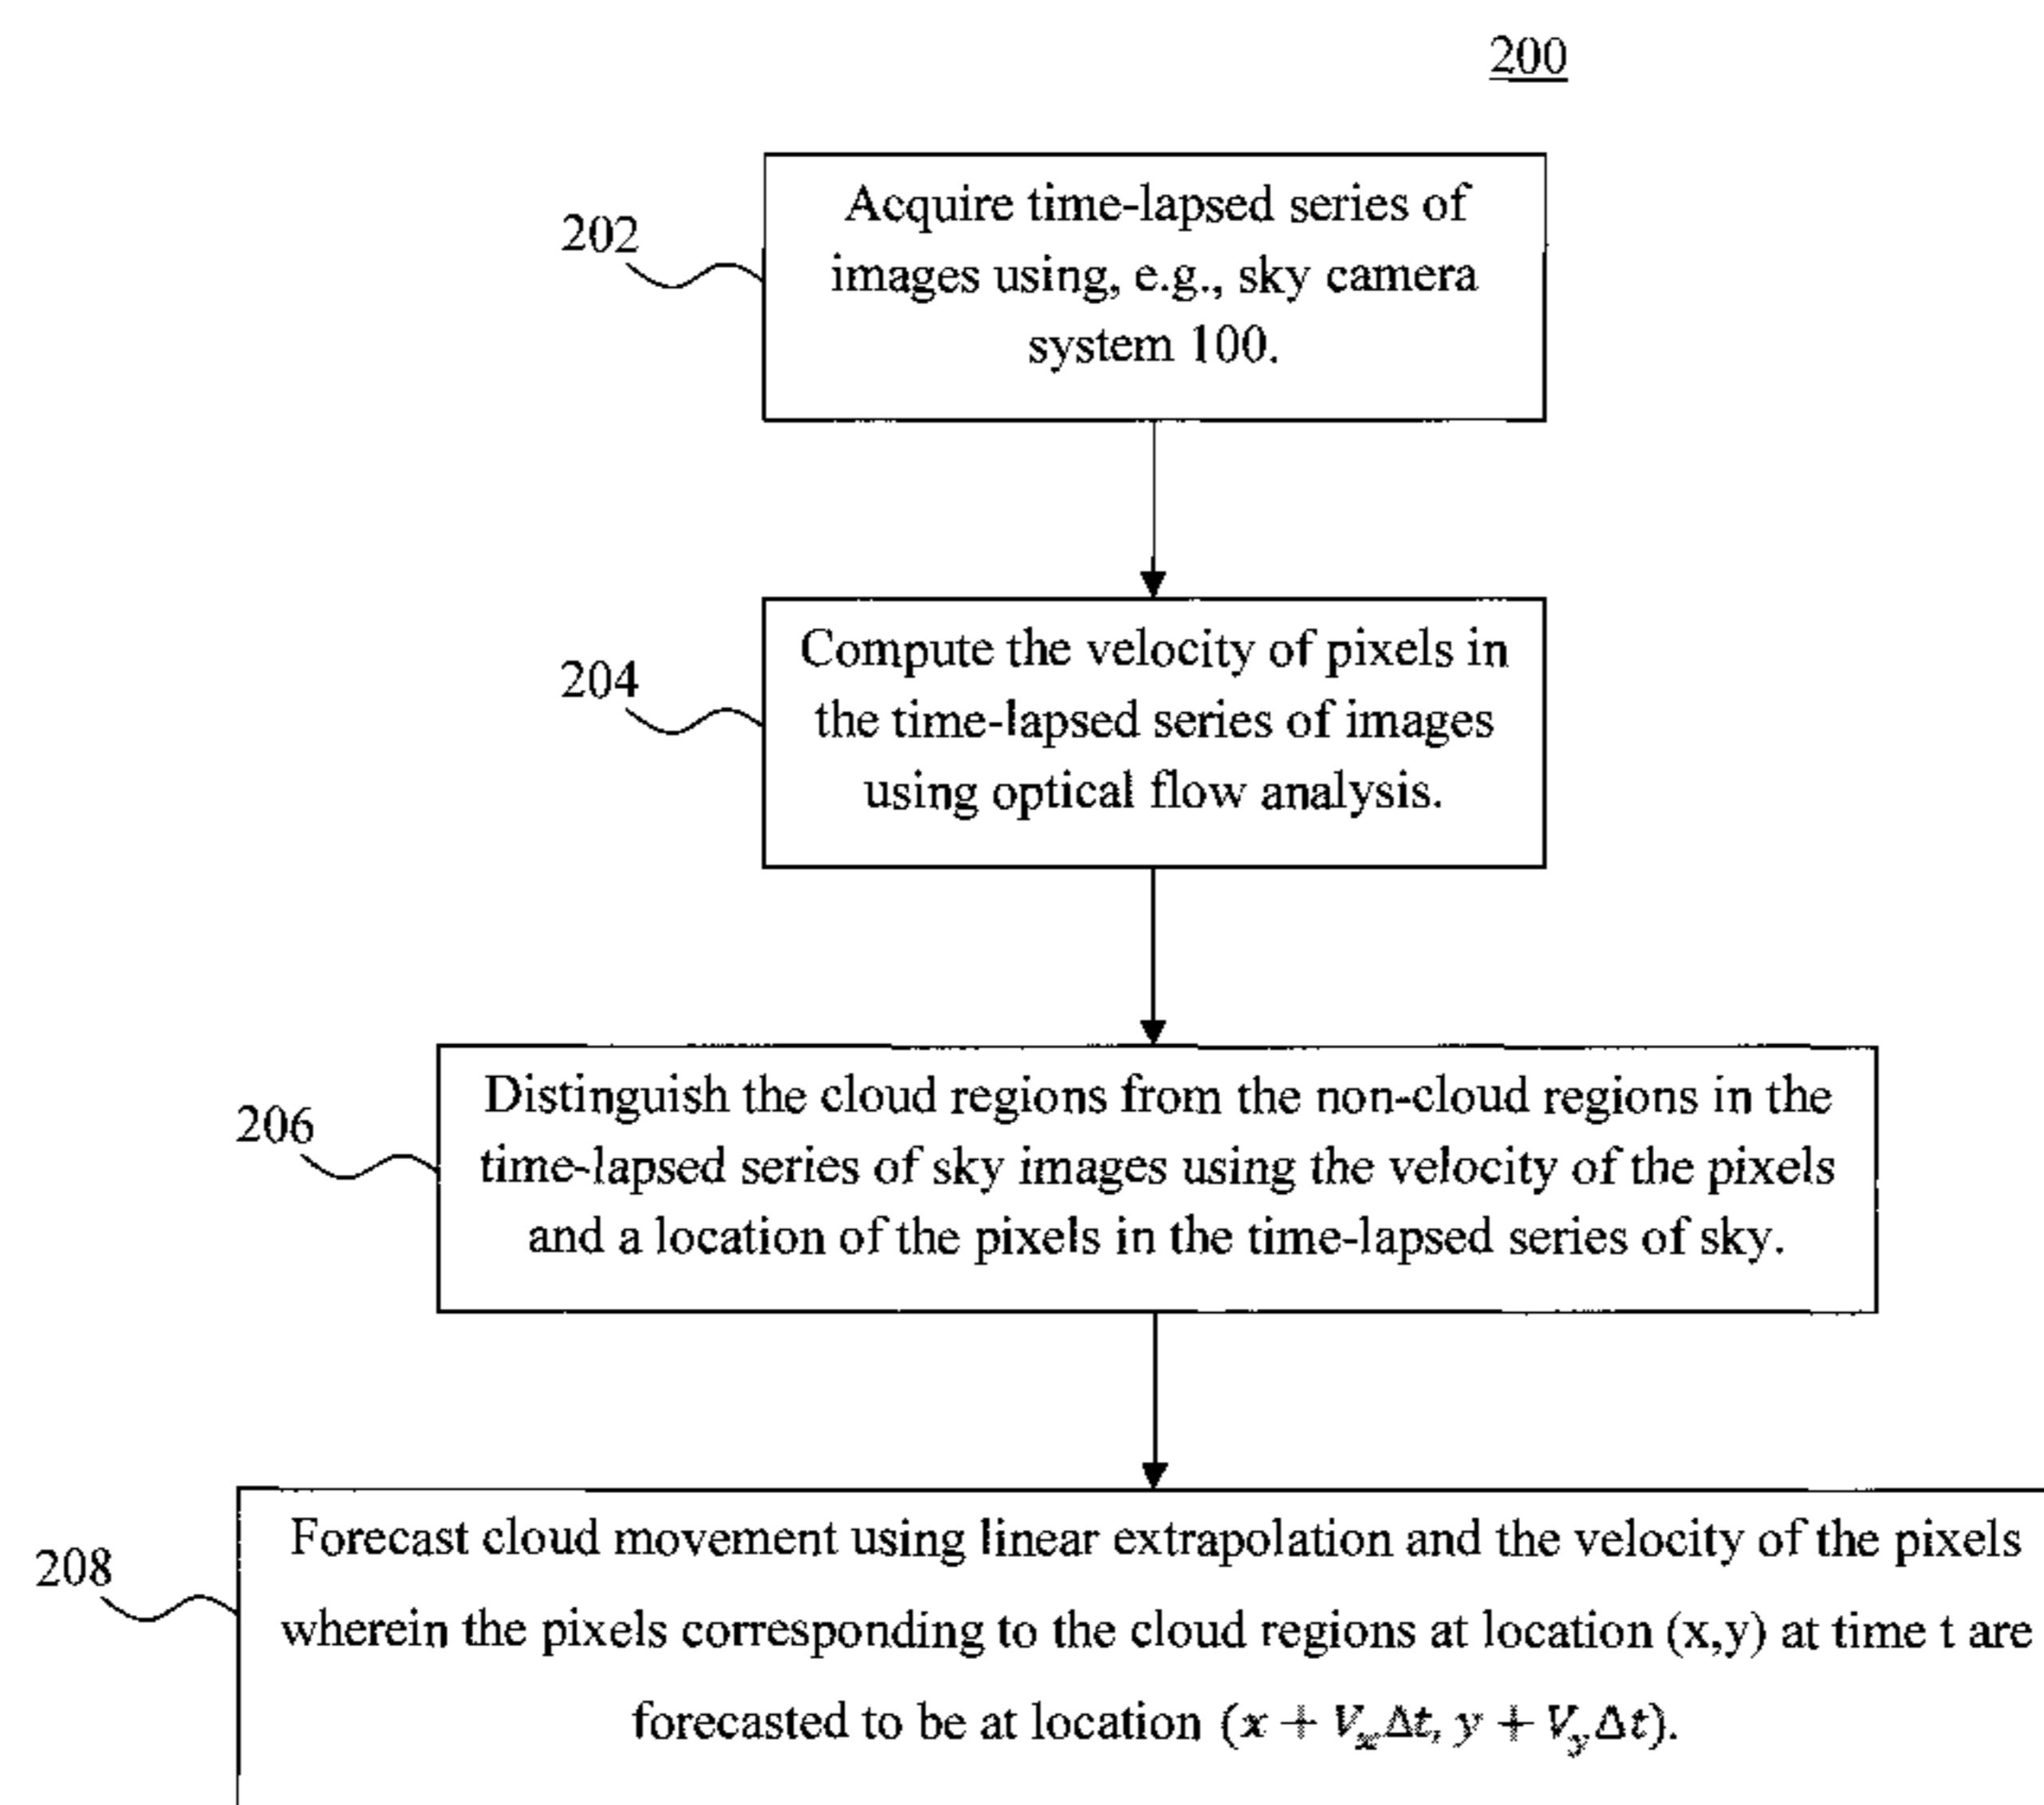 200
202
Acquire time-lapsed series of
images using, e.g., sky camera
system 100.
204
Compute the velocity of pixels in
the time-lapsed series of images
using optical flow analysis.
206
Distinguish the cloud regions from the non-cloud regions in the
time-lapsed series of sky images using the velocity of the pixels
and a location of the pixels in the time-lapsed series of sky.
208
Forecast cloud movement using linear extrapolation and the velocity of the pixels
wherein the pixels corresponding to the cloud regions at location (x,y) at time t are
forecasted to be at location (x + Vₓ Δt, y + V_y Δt).